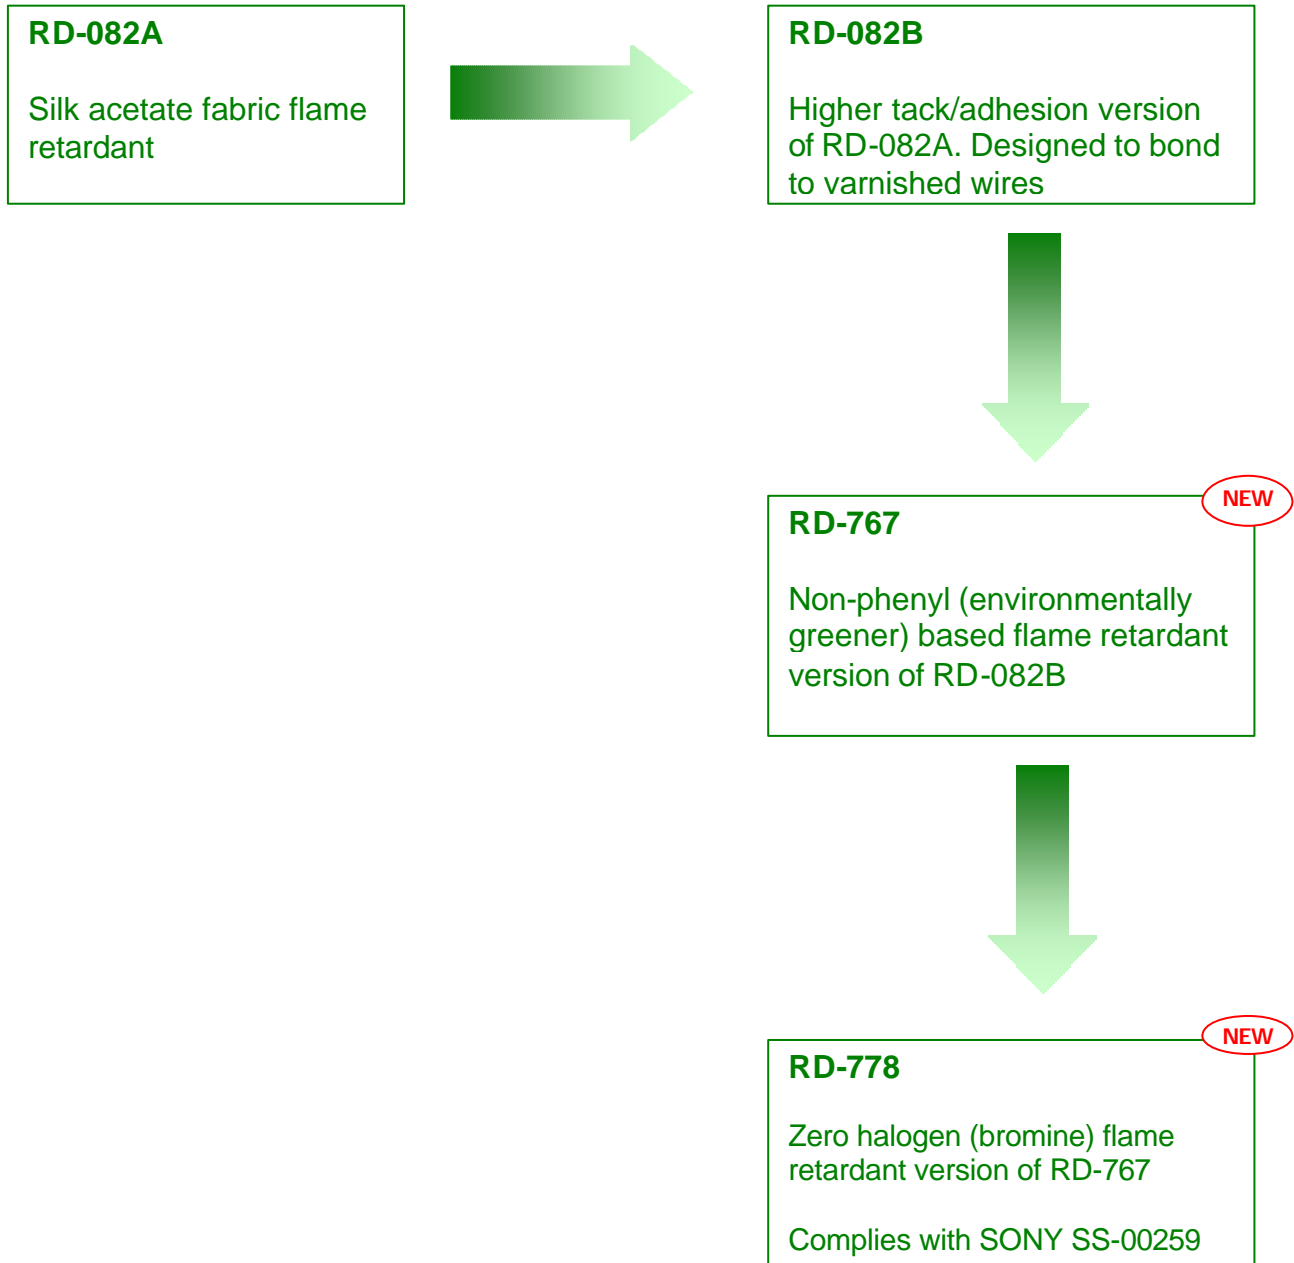 RD-082A
Silk acetate fabric flame
retardant
RD-082B
Higher tack/adhesion version
of RD-082A. Designed to bond
to varnished wires
NEW
RD-767
Non-phenyl (environmentally
greener) based flame retardant
version of RD-082B
NEW
RD-778
Zero halogen (bromine) flame
retardant version of RD-767
Complies with SONY SS-00259